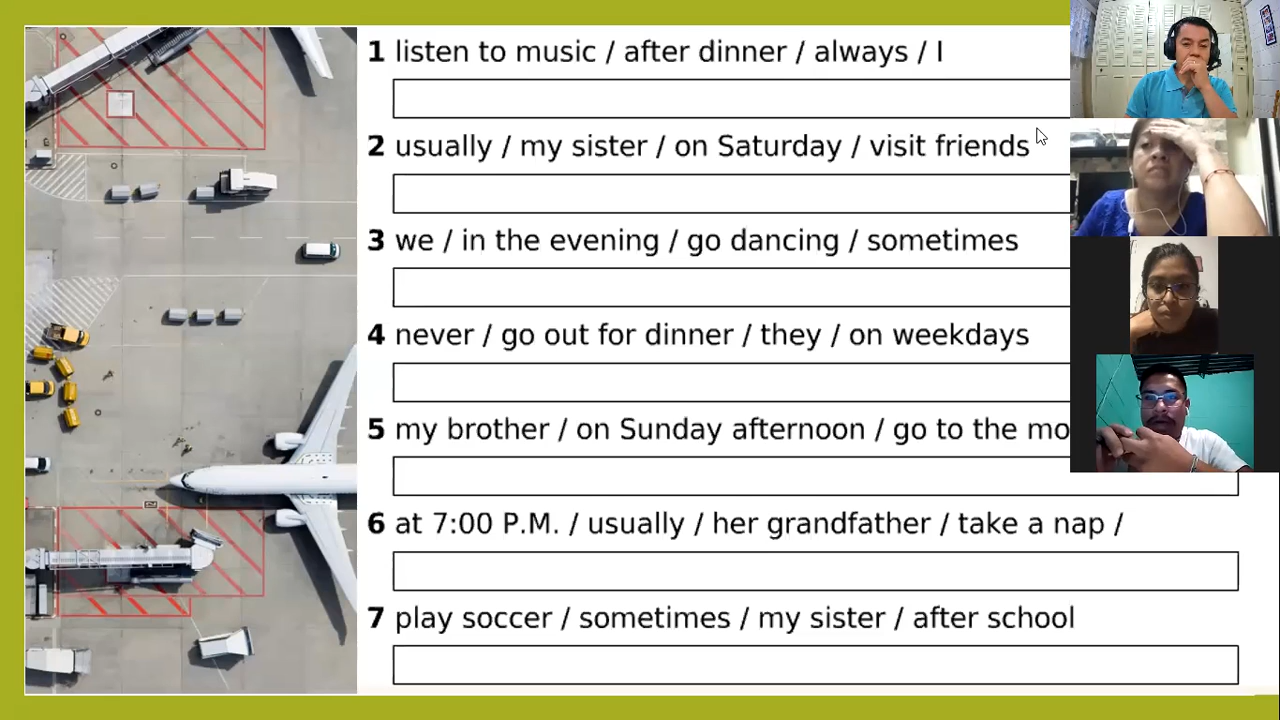 1 listen to music / after dinner / always / I
2 usually / my sister / on Saturday / visit friends
3 we / in the evening / go dancing / sometimes
4 never / go out for dinner / they / on weekdays
5 my brother / on Sunday afternoon / go to the
6 at 7:00 P.M. / usually / her grandfather / take a nap /
7 play soccer / sometimes / my sister / after school